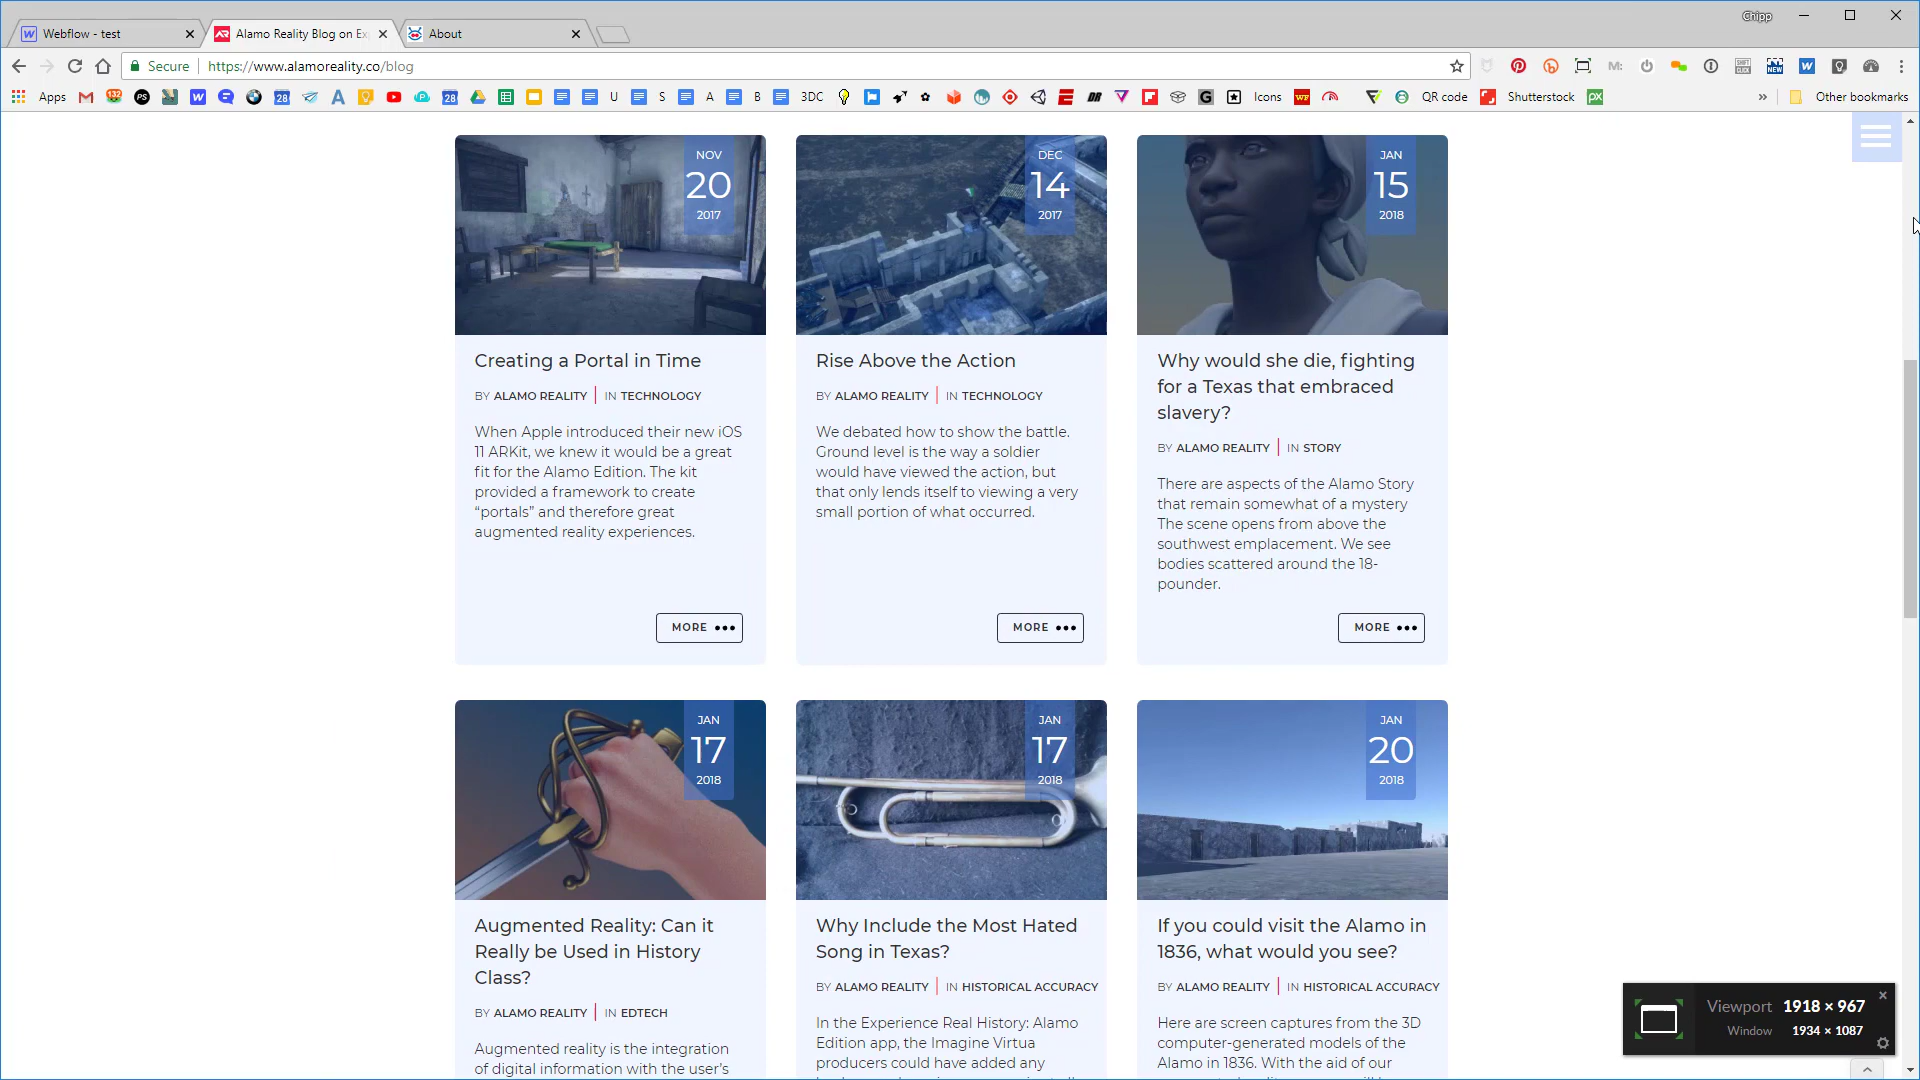 Chipp
Webflow - test
Alamo Reality Blog on Ex
About
Secure
https://www.alamoreality.co/blog
Apps
132
PS
28
28
U
S
A
B
3DC
Icons
WF
QR code
Shutterstock
px
»
Other bookmarks
NOV
20
2017
DEC
14
2017
JAN
15
2018
Creating a Portal in Time
BY ALAMO REALITY
IN TECHNOLOGY
When Apple introduced their new iOS
11 ARKit, we knew it would be a great
fit for the Alamo Edition. The kit
provided a framework to create
“portals” and therefore great
augmented reality experiences.
MORE
Rise Above the Action
BY ALAMO REALITY
IN TECHNOLOGY
We debated how to show the battle.
Ground level is the way a soldier
would have viewed the action, but
that only lends itself to viewing a very
small portion of what occurred.
MORE
Why would she die, fighting
for a Texas that embraced
slavery?
BY ALAMO REALITY
IN STORY
There are aspects of the Alamo Story
that remain somewhat of a mystery
The scene opens from above the
southwest emplacement. We see
bodies scattered around the 18-
pounder.
MORE
JAN
17
2018
JAN
17
2018
JAN
20
2018
Augmented Reality: Can it
Really be Used in History
Class?
BY ALAMO REALITY
IN EDTECH
Augmented reality is the integration
of digital information with the user’s
Why Include the Most Hated
Song in Texas?
BY ALAMO REALITY
IN HISTORICAL ACCURACY
In the Experience Real History: Alamo
Edition app, the Imagine Virtua
producers could have added any
If you could visit the Alamo in
1836, what would you see?
BY ALAMO REALITY
IN HISTORICAL ACCURACY
Here are screen captures from the 3D
computer-generated models of the
Alamo in 1836. With the aid of our
Viewport 1918 × 967
Window 1934 × 1087